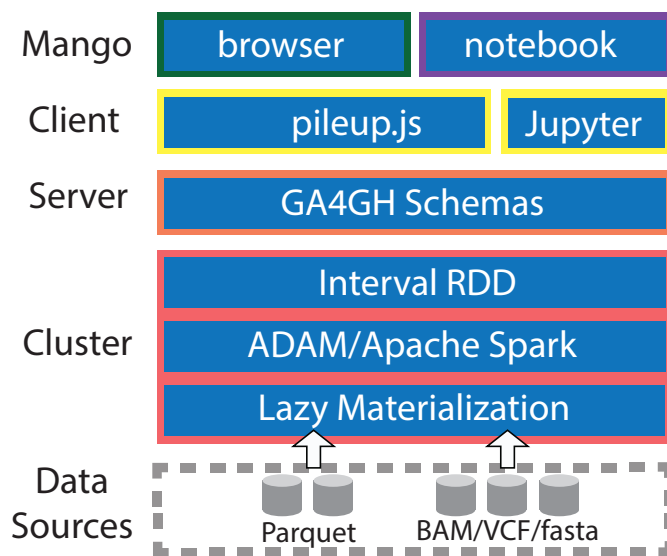 Mango
browser
notebook
Client
pileup.js
Jupyter
Server
GA4GH Schemas
Cluster
Interval RDD
ADAM/Apache Spark
Lazy Materialization
Data
Sources
Parquet
BAM/VCF/fasta